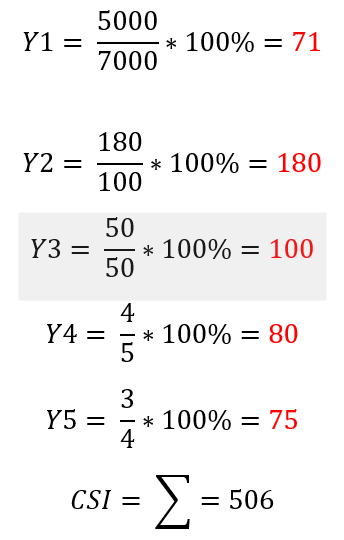 Y1 = 5000/7000 * 100% = 71
Y2 = 180/100 * 100% = 180
Y3 = 50/50 * 100% = 100
Y4 = 4/5 * 100% = 80
Y5 = 3/4 * 100% = 75
CSI = ∑ = 506